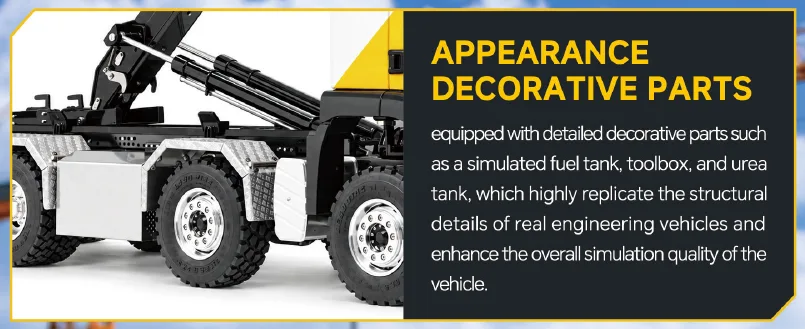 APPEARANCE
DECORATIVE PARTS
equipped with detailed decorative parts such
as a simulated fuel tank, toolbox, and urea
tank, which highly replicate the structural
details of real engineering vehicles and
enhance the overall simulation quality of the
vehicle.